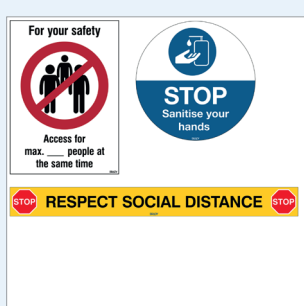 For your safety
Access for
max. ___ people at
the same time
STOP
Sanitise your
hands
STOP RESPECT SOCIAL DISTANCE STOP